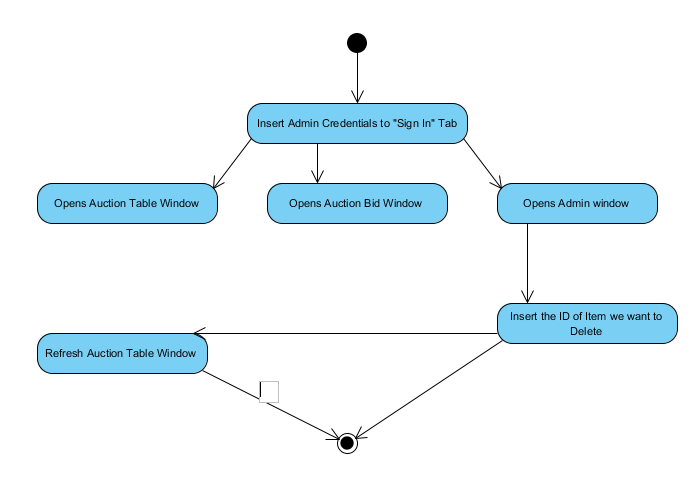 Insert Admin Credentials to "Sign In" Tab
Opens Auction Table Window
Opens Auction Bid Window
Opens Admin window
Insert the ID of Item we want to
Delete
Refresh Auction Table Window